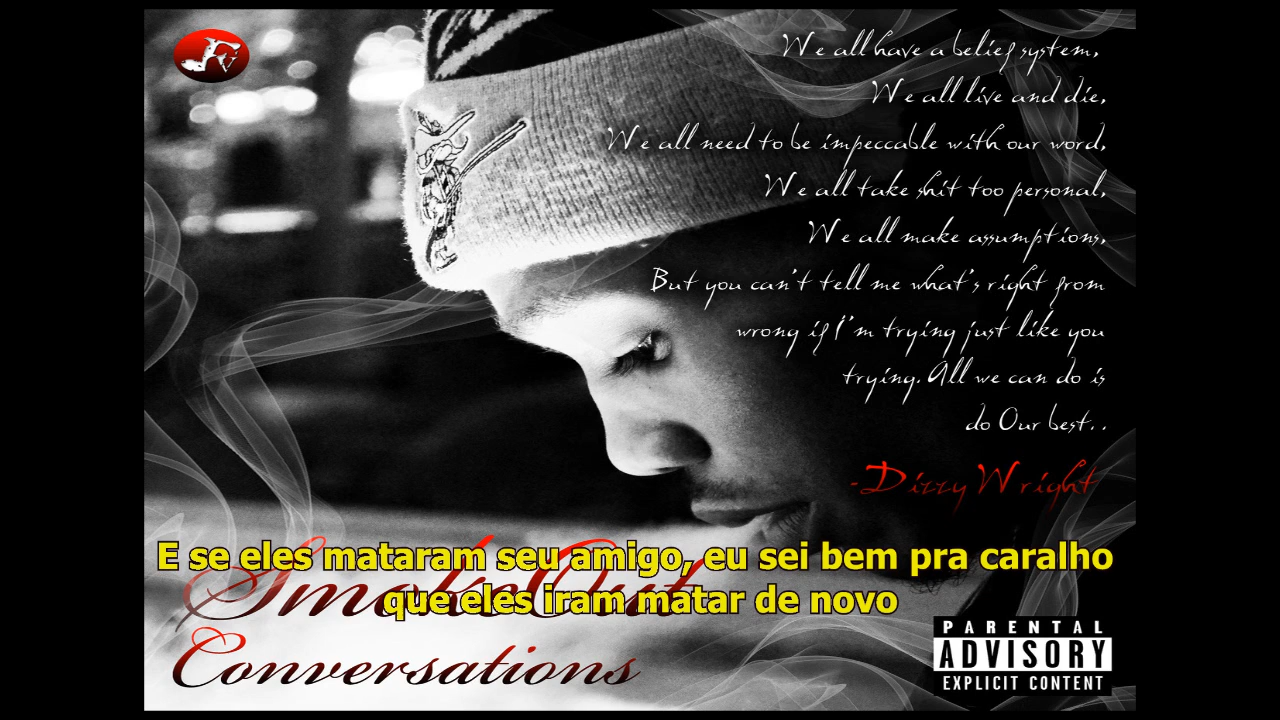 We all have a belief system,
We all live and die,
We all need to be impeccable with our word,
We all take shit too personal,
We all make assumptions,
But you can't tell me what's right from
wrong if I'm trying just like you
trying. All we can do is
do Our best. .
-Dizzy Wright
E se eles mataram seu amigo, eu sei bem pra caralho
que eles iram matar de novo
SmokeOut
Conversations
PARENTAL
ADVISORY
EXPLICIT CONTENT